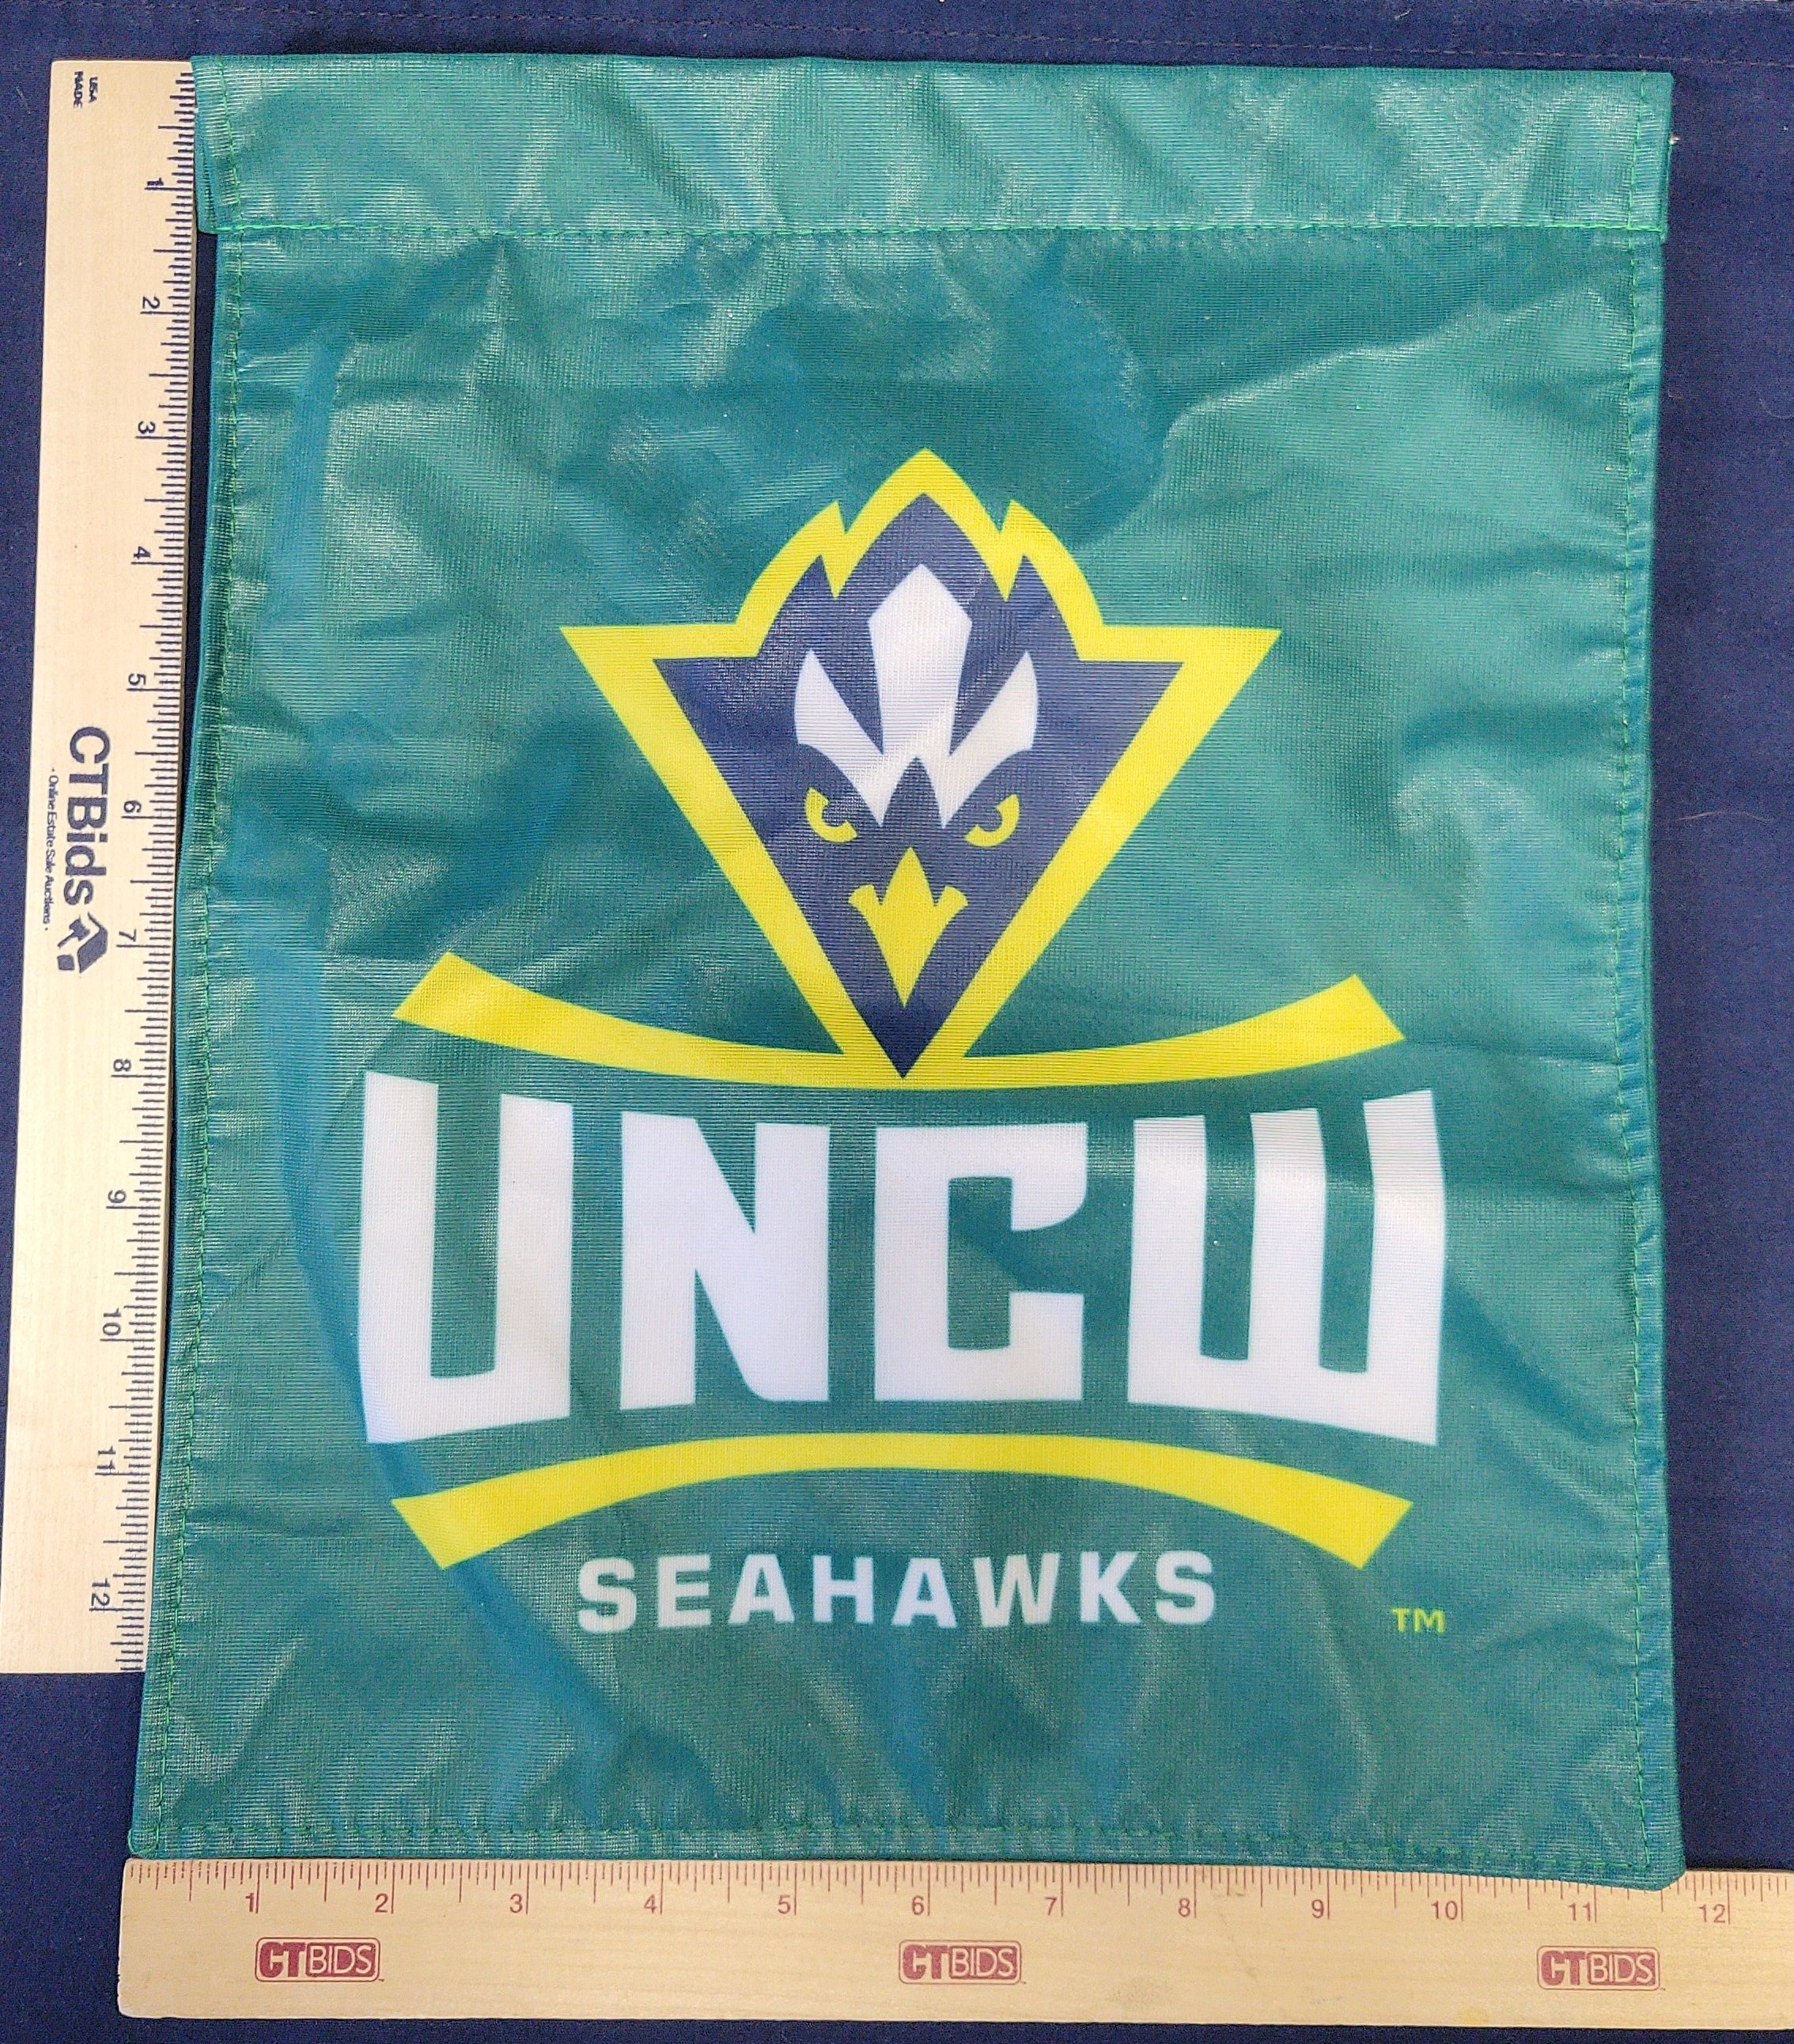 USA
MADE
1
2
3
4
5
6
7
8
9
10
11
12
CTBids
· Online Estate Sale Auctions ·
UNCW
SEAHAWKS
TM
1 2 3 4 5 6 7 8 9 10 11 12
CTBIDS CTBIDS CTBIDS